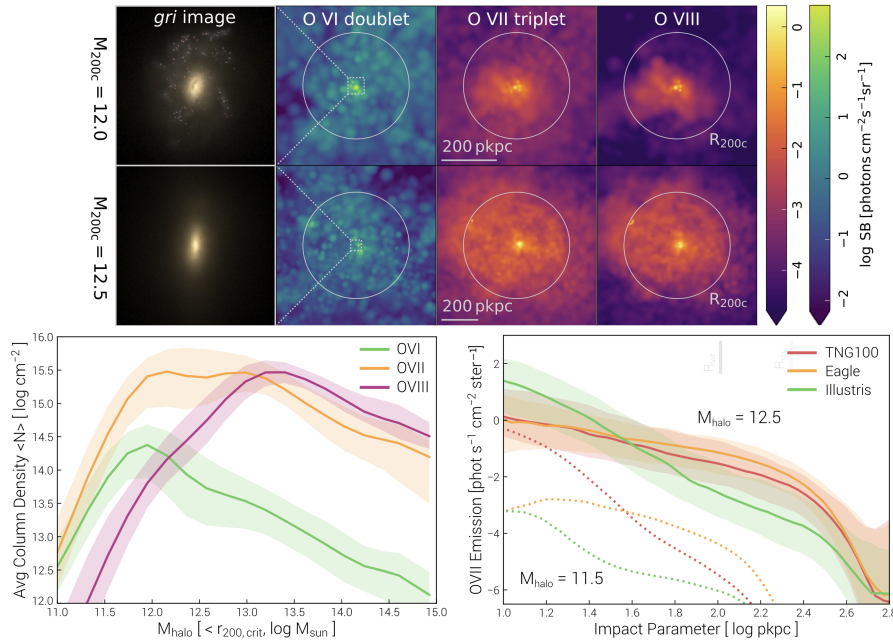 gri image
O VI doublet
O VII triplet
O VIII
M200c = 12.0
200 pkpc
R200c
M200c = 12.5
200 pkpc
R200c
0
−1
−2
−3
−4
2
1
0
−1
−2
log SB [photons cm−2s−1sr−1]
Avg Column Density <N> [ log cm−2 ]
16.0
15.5
15.0
14.5
14.0
13.5
13.0
12.5
12.0
OVI
OVII
OVIII
11.0 11.5 12.0 12.5 13.0 13.5 14.0 14.5 15.0
Mhalo [ < r200, crit, log Msun ]
OVII Emission [phot s−1 cm−2 ster−1]
2
0
−2
−4
−6
TNG100
Eagle
Illustris
Mhalo = 12.5
Mhalo = 11.5
1.0 1.2 1.4 1.6 1.8 2.0 2.2 2.4 2.6 2.8
Impact Parameter [ log pkpc ]